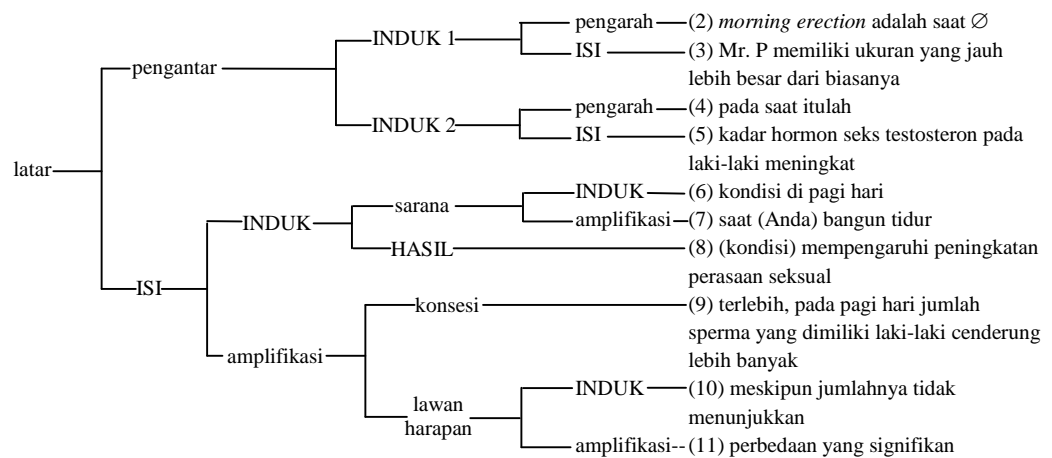 pengarah (2) morning erection adalah saat ∅
INDUK 1
ISI (3) Mr. P memiliki ukuran yang jauh
lebih besar dari biasanya
pengantar
pengarah (4) pada saat itulah
INDUK 2
ISI (5) kadar hormon seks testosteron pada
laki-laki meningkat
latar
INDUK (6) kondisi di pagi hari
sarana
amplifikasi (7) saat (Anda) bangun tidur
INDUK
HASIL (8) (kondisi) mempengaruhi peningkatan
perasaan seksual
ISI
konsesi (9) terlebih, pada pagi hari jumlah
sperma yang dimiliki laki-laki cenderung
lebih banyak
amplifikasi
INDUK (10) meskipun jumlahnya tidak
menunjukkan
lawan
harapan
amplifikasi-- (11) perbedaan yang signifikan